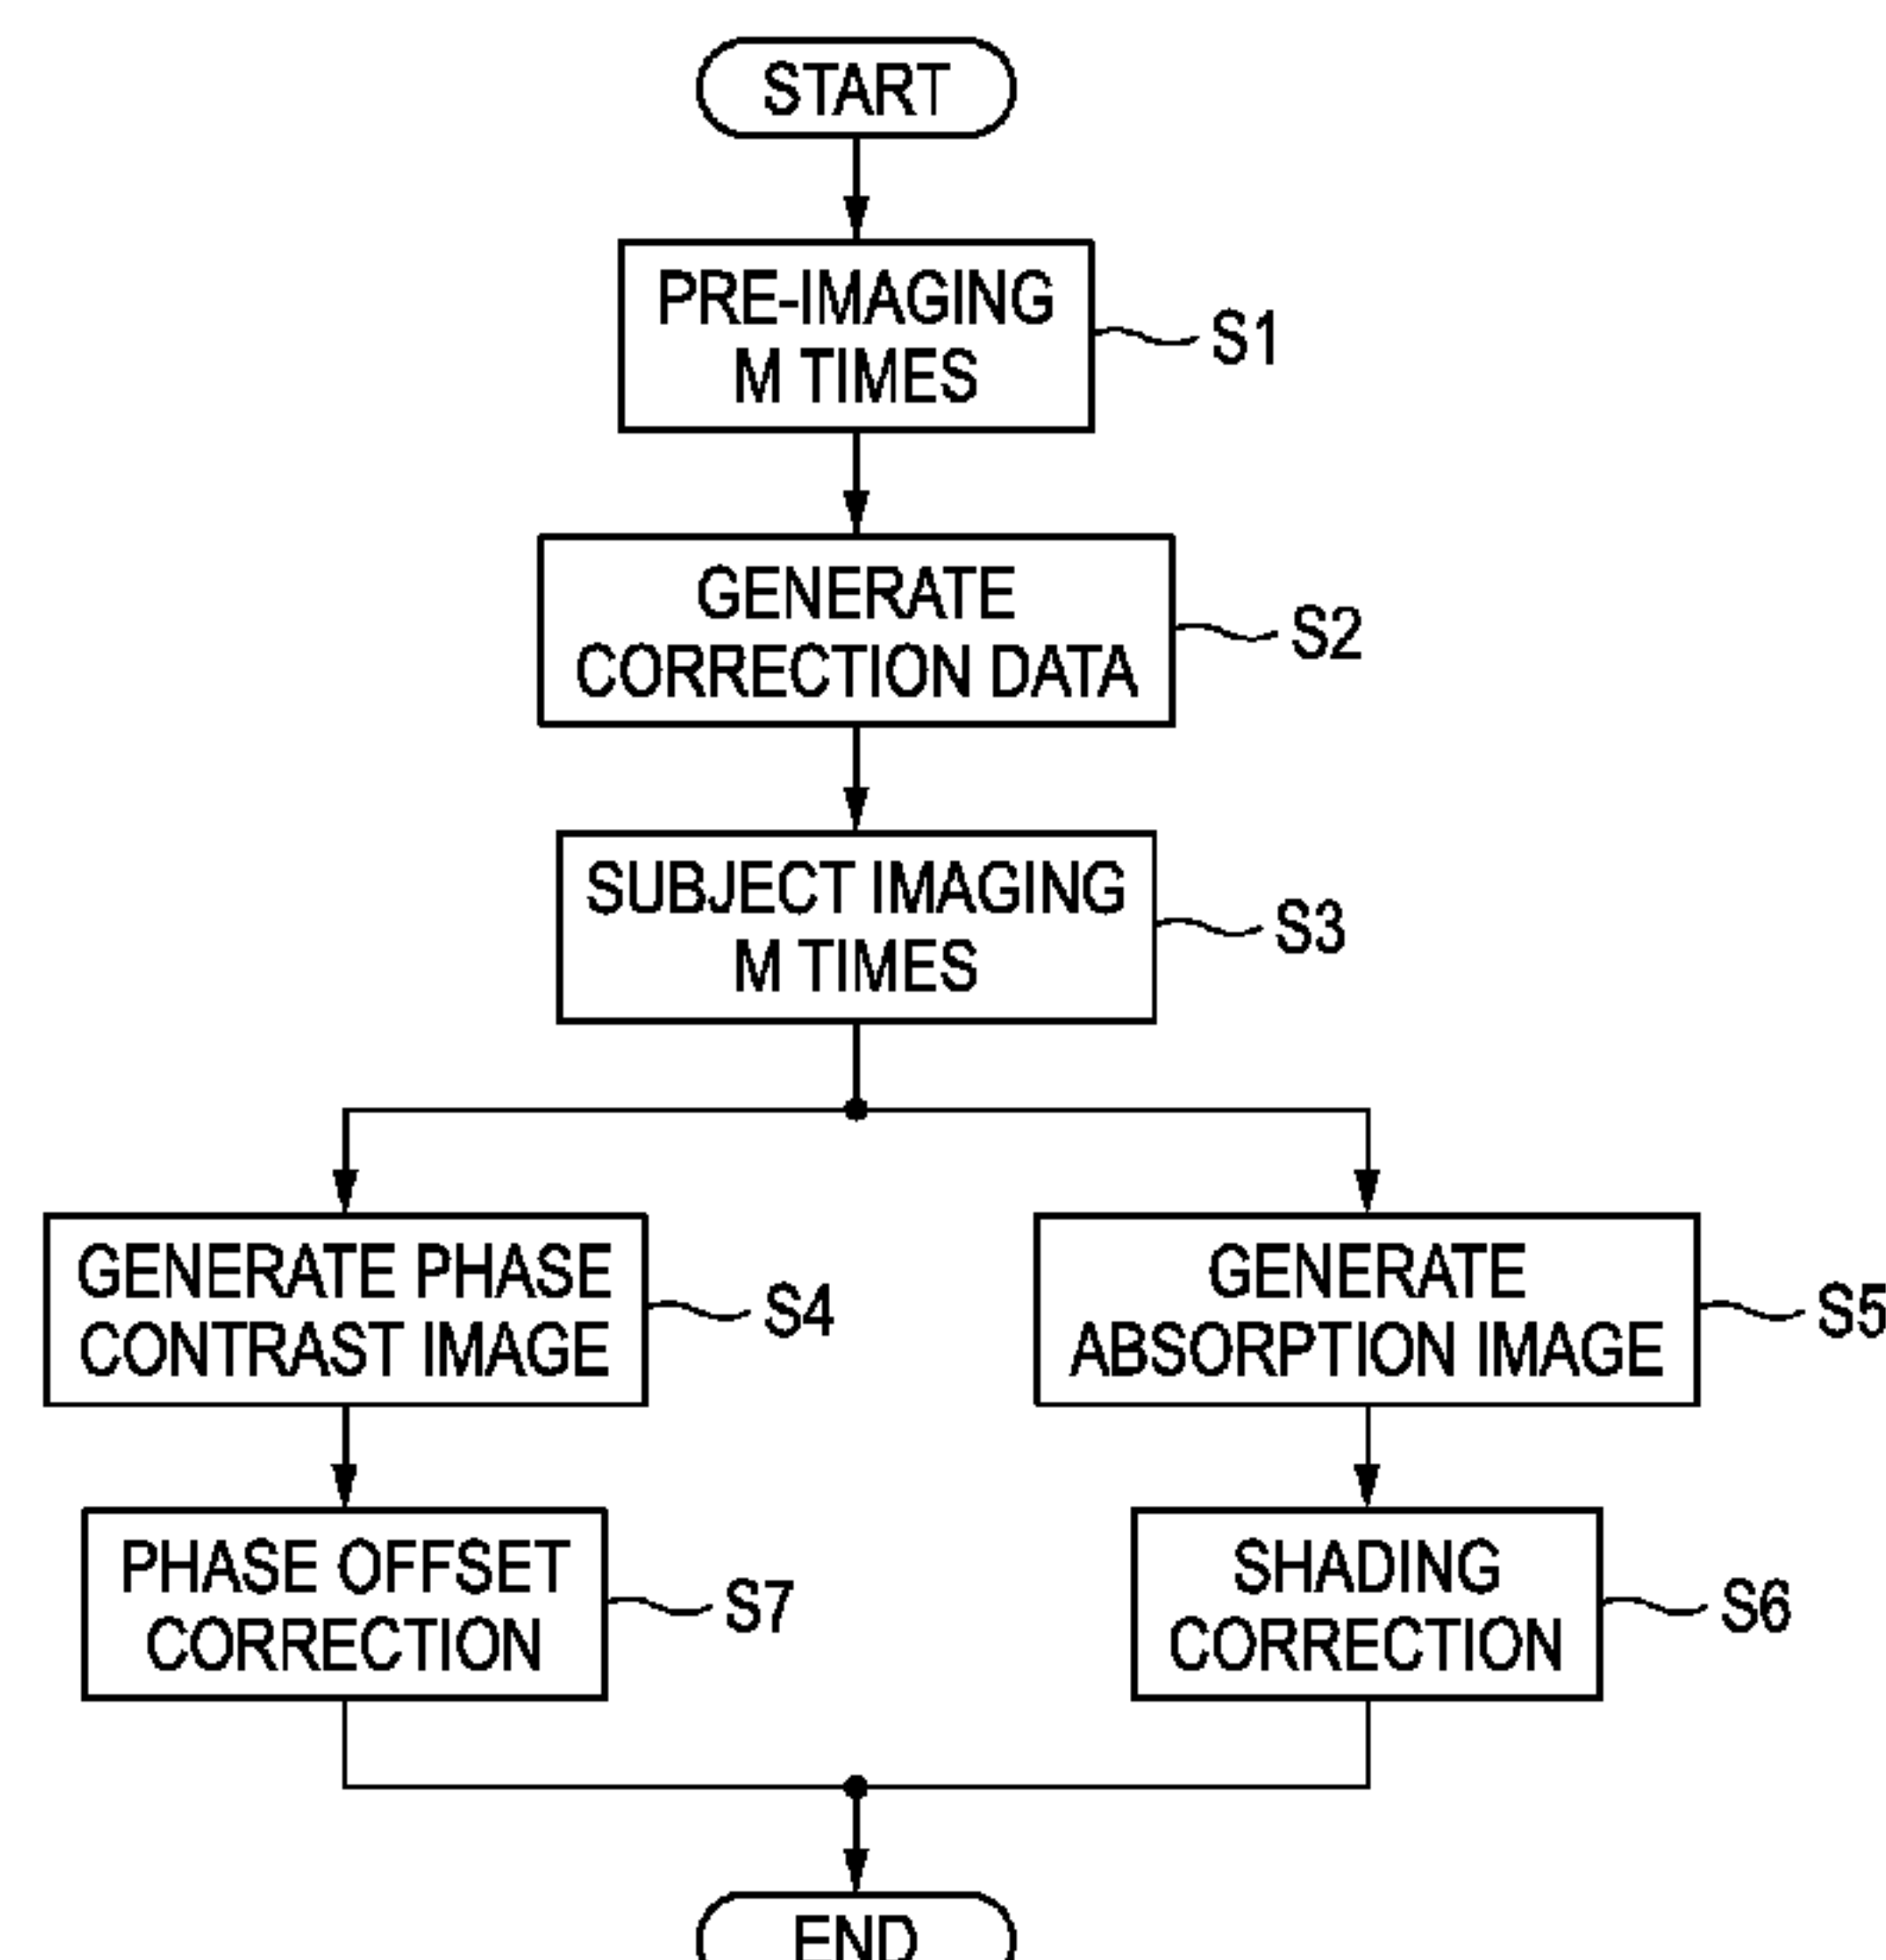 START
PRE-IMAGING
M TIMES
S1
GENERATE
CORRECTION DATA
S2
SUBJECT IMAGING
M TIMES
S3
GENERATE PHASE
CONTRAST IMAGE
S4
GENERATE
ABSORPTION IMAGE
S5
PHASE OFFSET
CORRECTION
S7
SHADING
CORRECTION
S6
END